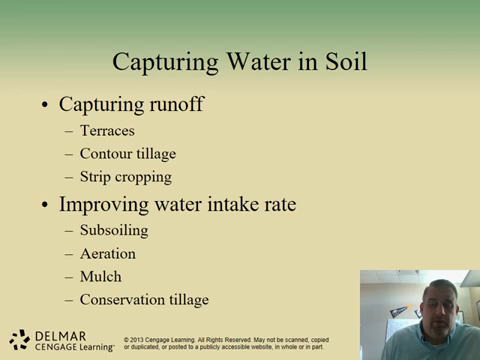 Capturing Water in Soil
• Capturing runoff
– Terraces
– Contour tillage
– Strip cropping
• Improving water intake rate
– Subsoiling
– Aeration
– Mulch
– Conservation tillage
DELMAR
CENGAGE Learning™
© 2013 Cengage Learning. All Rights Reserved. May not be scanned, copied
or duplicated, or posted to a publicly accessible website, in whole or in part.